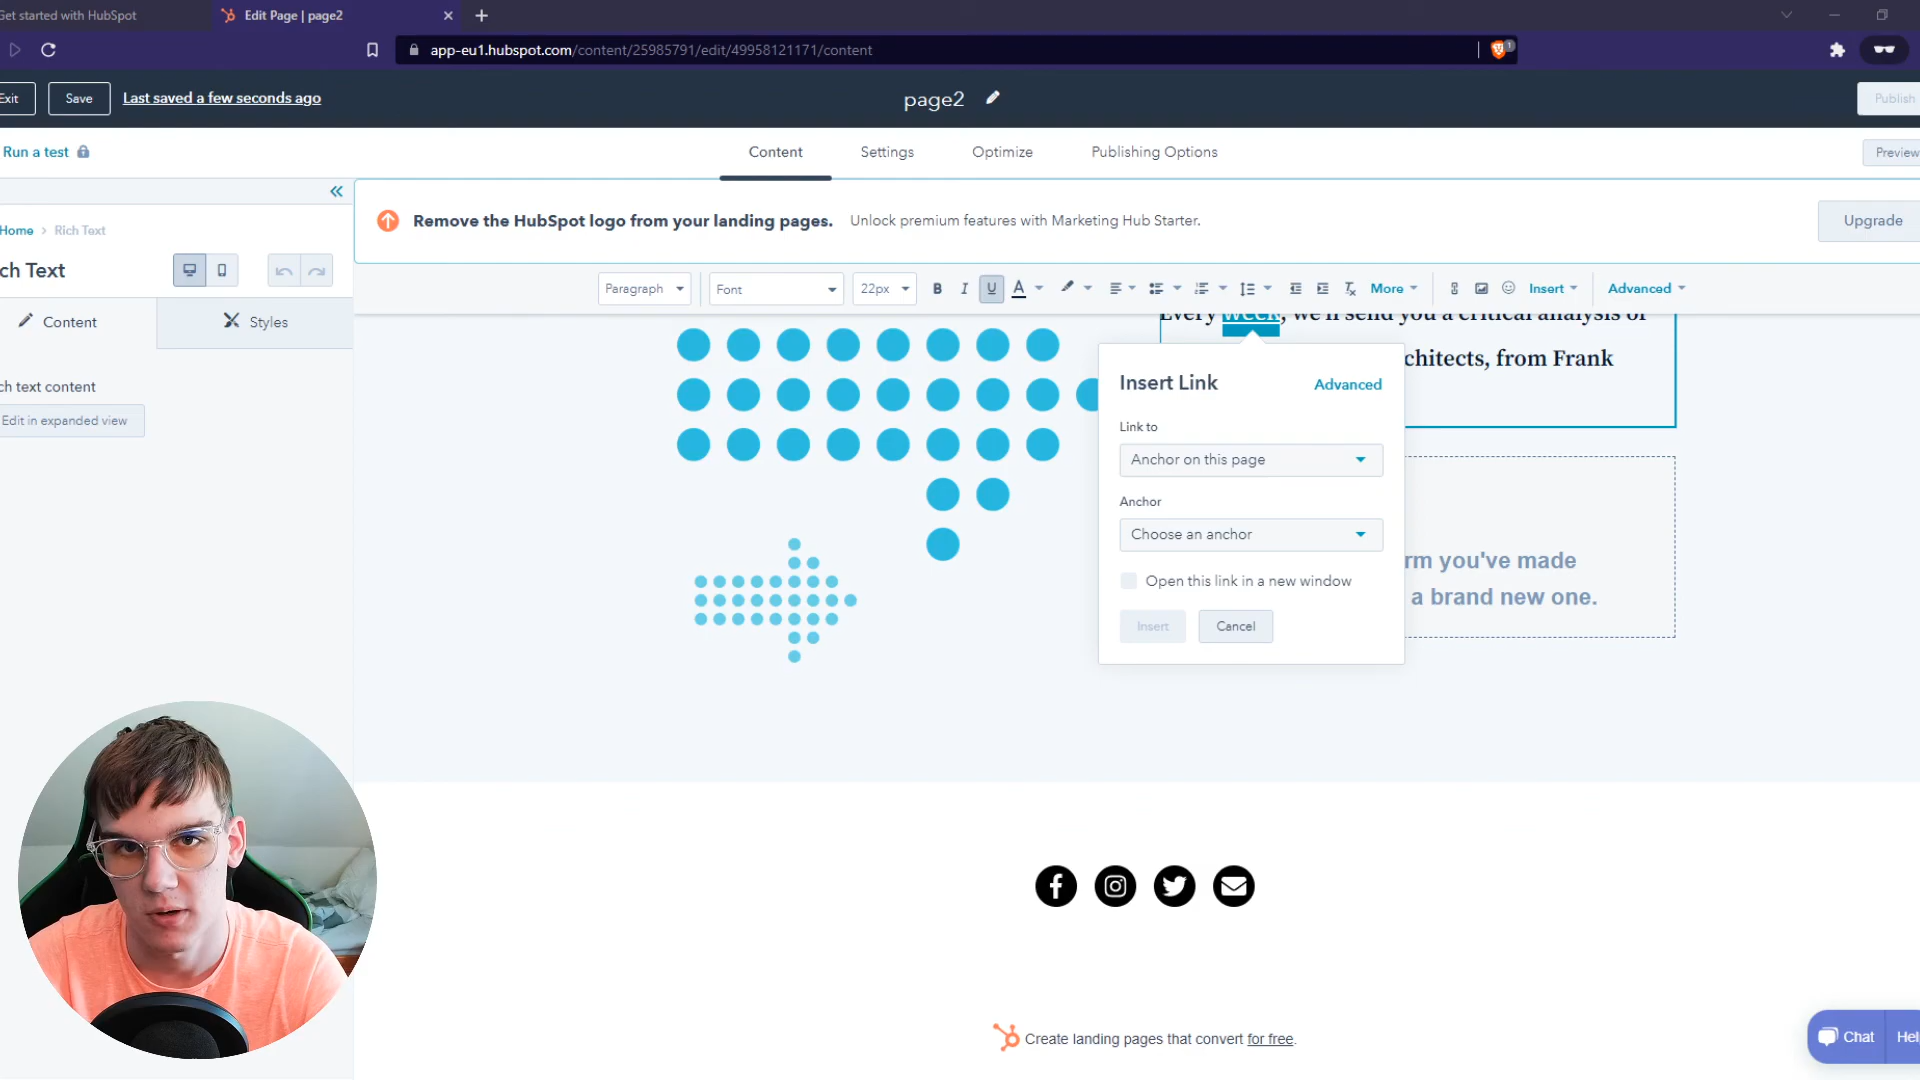 Get started with HubSpot
Edit Page | page2
app-eu1.hubspot.com/content/25985791/edit/49958121171/content
1
Exit
Save
Last saved a few seconds ago
page2
Publish
Run a test
Content
Settings
Optimize
Publishing Options
Preview
Remove the HubSpot logo from your landing pages.
Unlock premium features with Marketing Hub Starter.
Upgrade
Home > Rich Text
ch Text
Paragraph
Font
22px
B
I
U
A
More
Insert
Advanced
Content
Styles
Every week, we'll send you a critical analysis of
chitects, from Frank
ch text content
Edit in expanded view
Insert Link
Advanced
Link to
Anchor on this page
Anchor
Choose an anchor
Open this link in a new window
Insert
Cancel
rm you've made
a brand new one.
Create landing pages that convert for free.
Chat
Hel